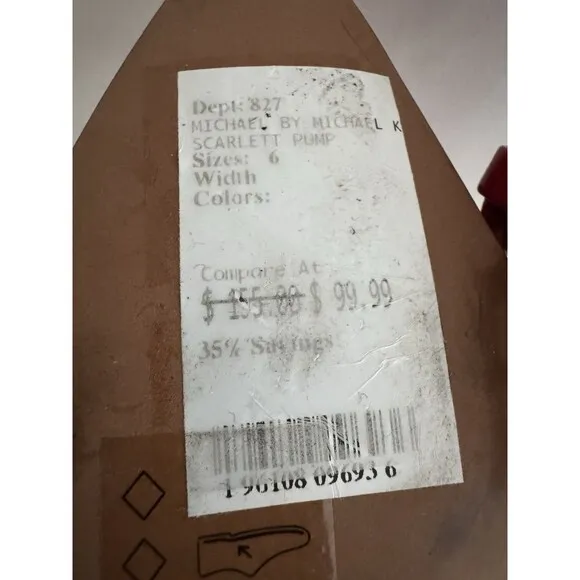 Dept: 827
MICHAEL BY MICHAEL K
SCARLETT PUMP
Sizes: 6
Width
Colors:
Compare At
$ 155.00 $ 99.99
35% Savings
1 96108 09693 6